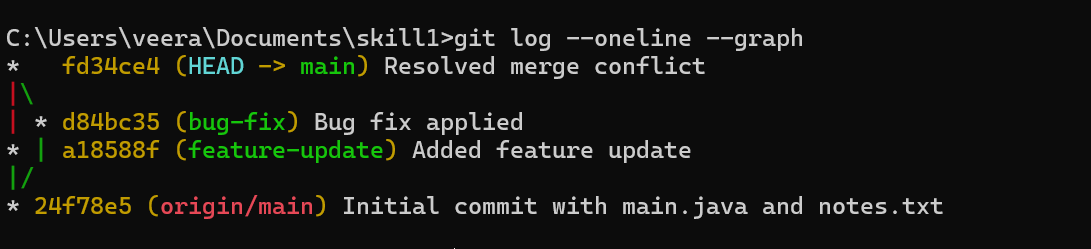 C:\Users\veera\Documents\skill1>git log --oneline --graph
*   fd34ce4 (HEAD -> main) Resolved merge conflict
|\
| * d84bc35 (bug-fix) Bug fix applied
* | a18588f (feature-update) Added feature update
|/
* 24f78e5 (origin/main) Initial commit with main.java and notes.txt